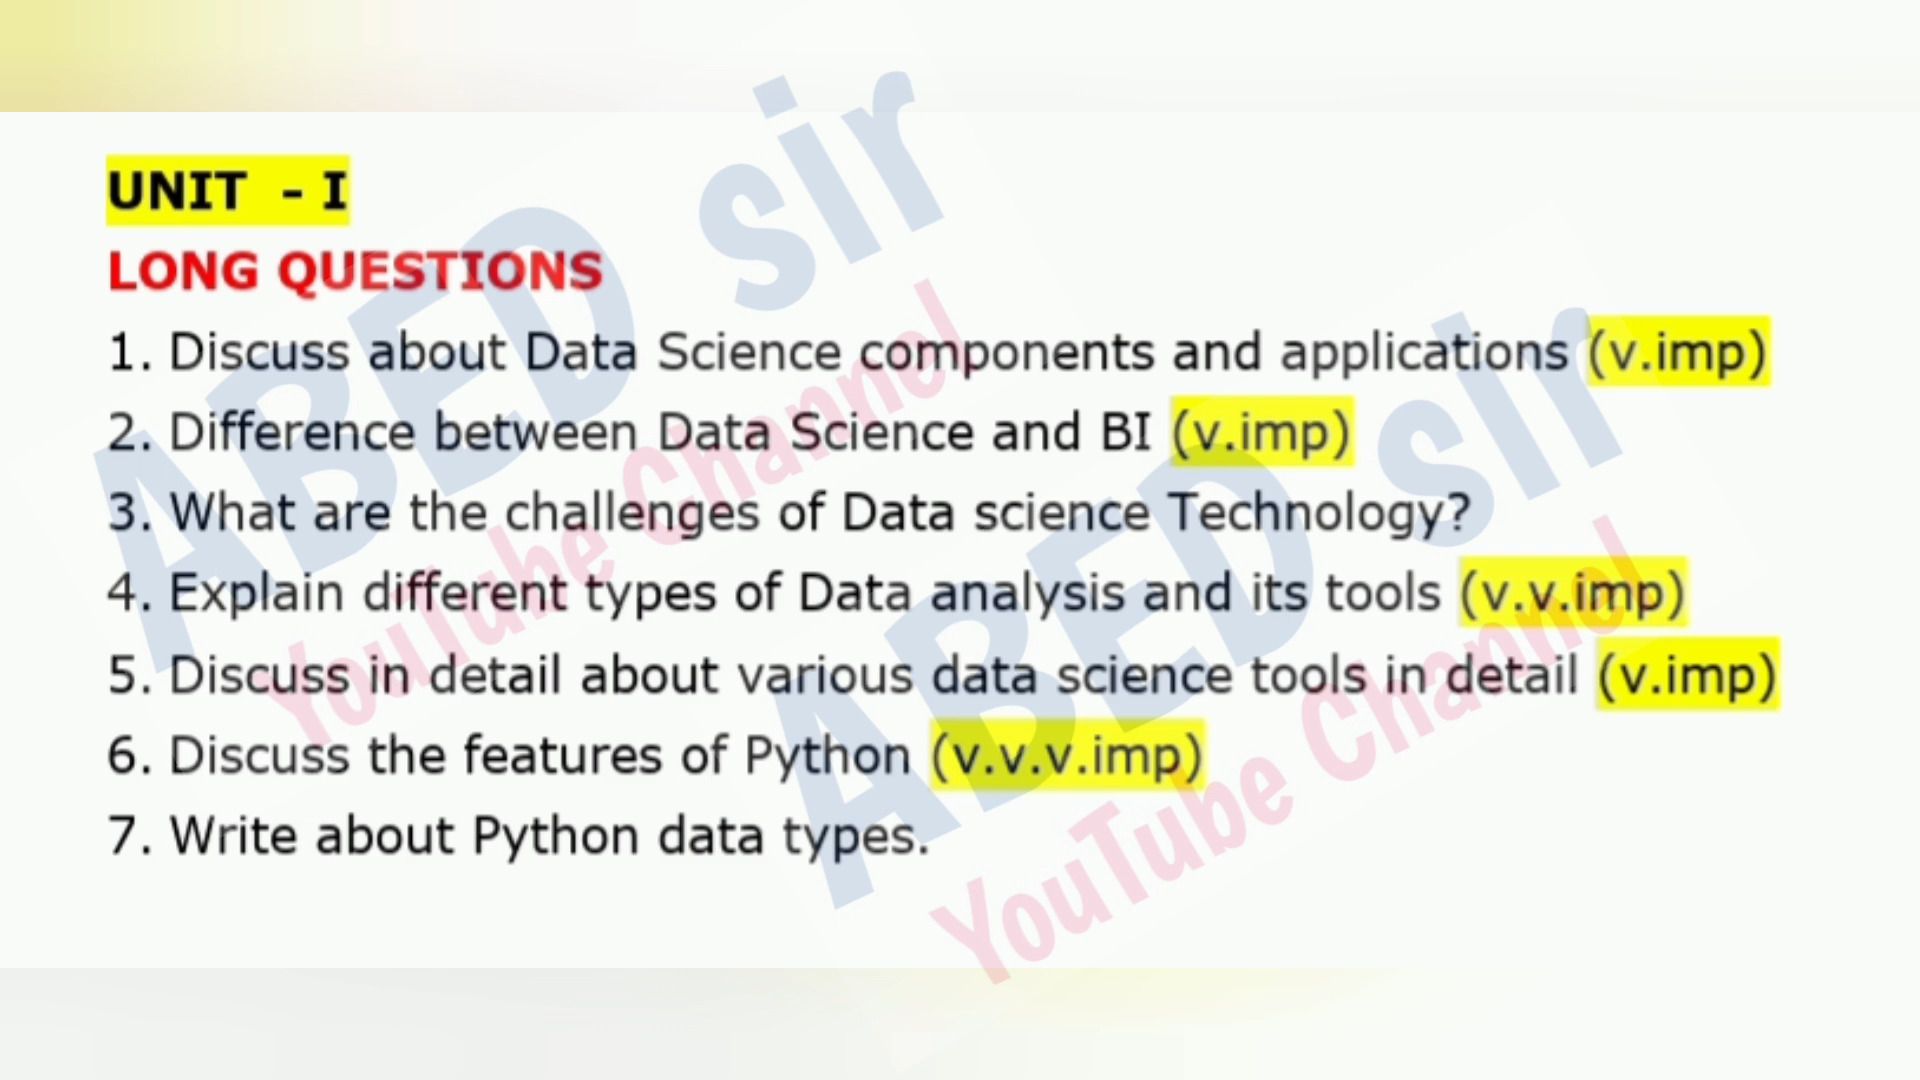 UNIT - I
LONG QUESTIONS
1. Discuss about Data Science components and applications (v.imp)
2. Difference between Data Science and BI (v.imp)
3. What are the challenges of Data science Technology?
4. Explain different types of Data analysis and its tools (v.v.imp)
5. Discuss in detail about various data science tools in detail (v.imp)
6. Discuss the features of Python (v.v.v.imp)
7. Write about Python data types.
ABED sir
YouTube Channel
ABED sir
YouTube Channel